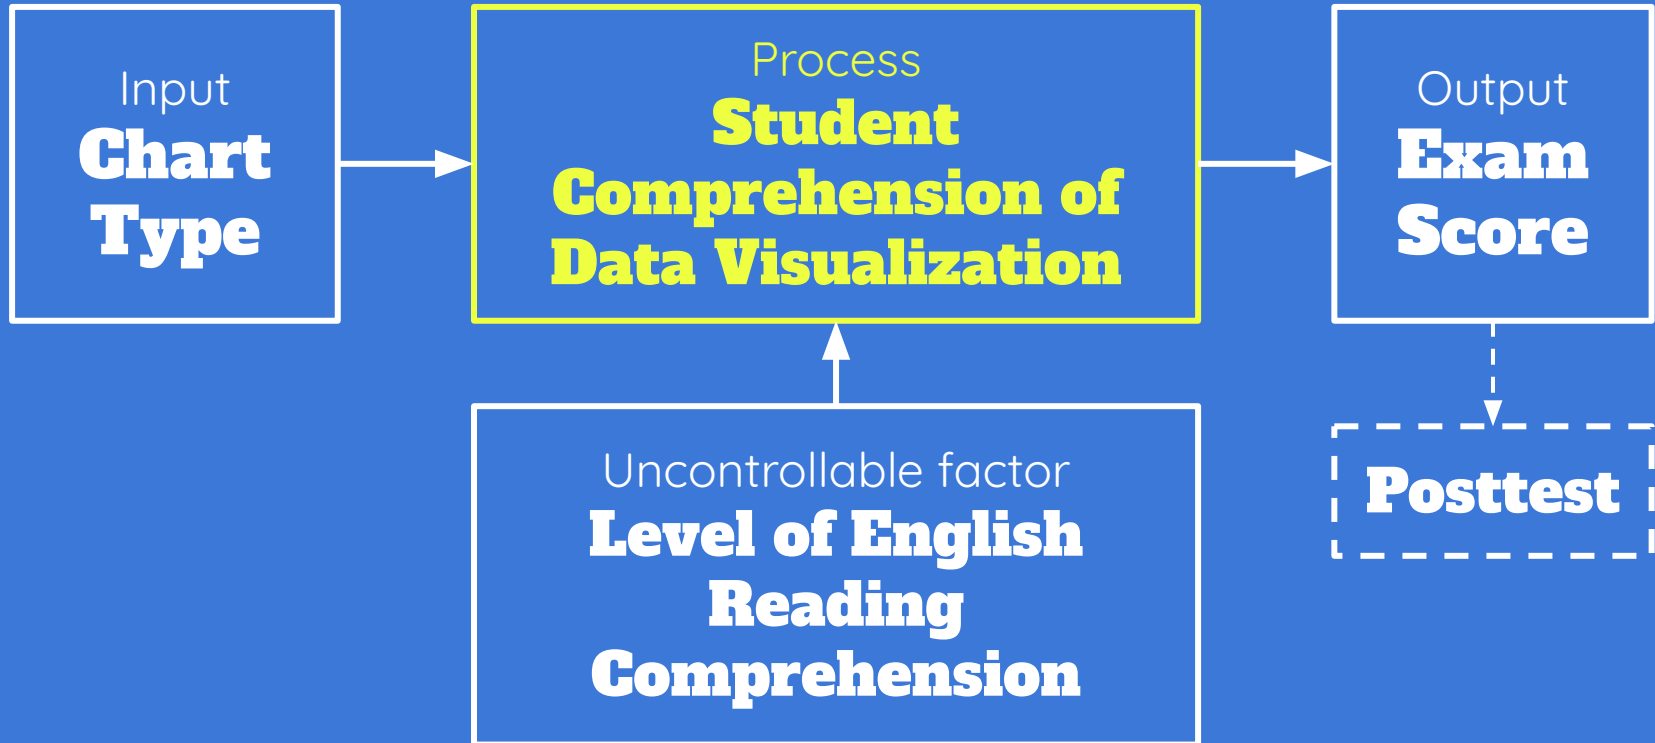 Input
Chart
Type
Process
Student
Comprehension of
Data Visualization
Output
Exam
Score
Uncontrollable factor
Level of English
Reading
Comprehension
Posttest